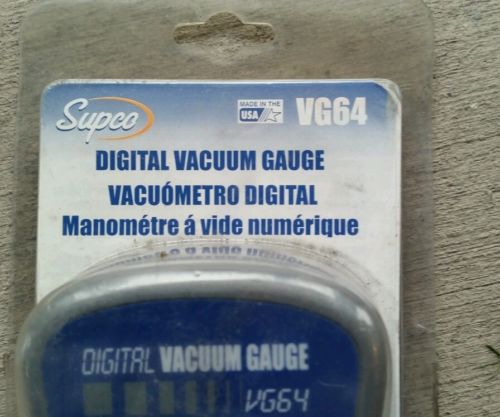 Supco
MADE IN THE
USA
VG64
DIGITAL VACUUM GAUGE
VACUÓMETRO DIGITAL
Manométre á vide numérique
DIGITAL VACUUM GAUGE
VG64